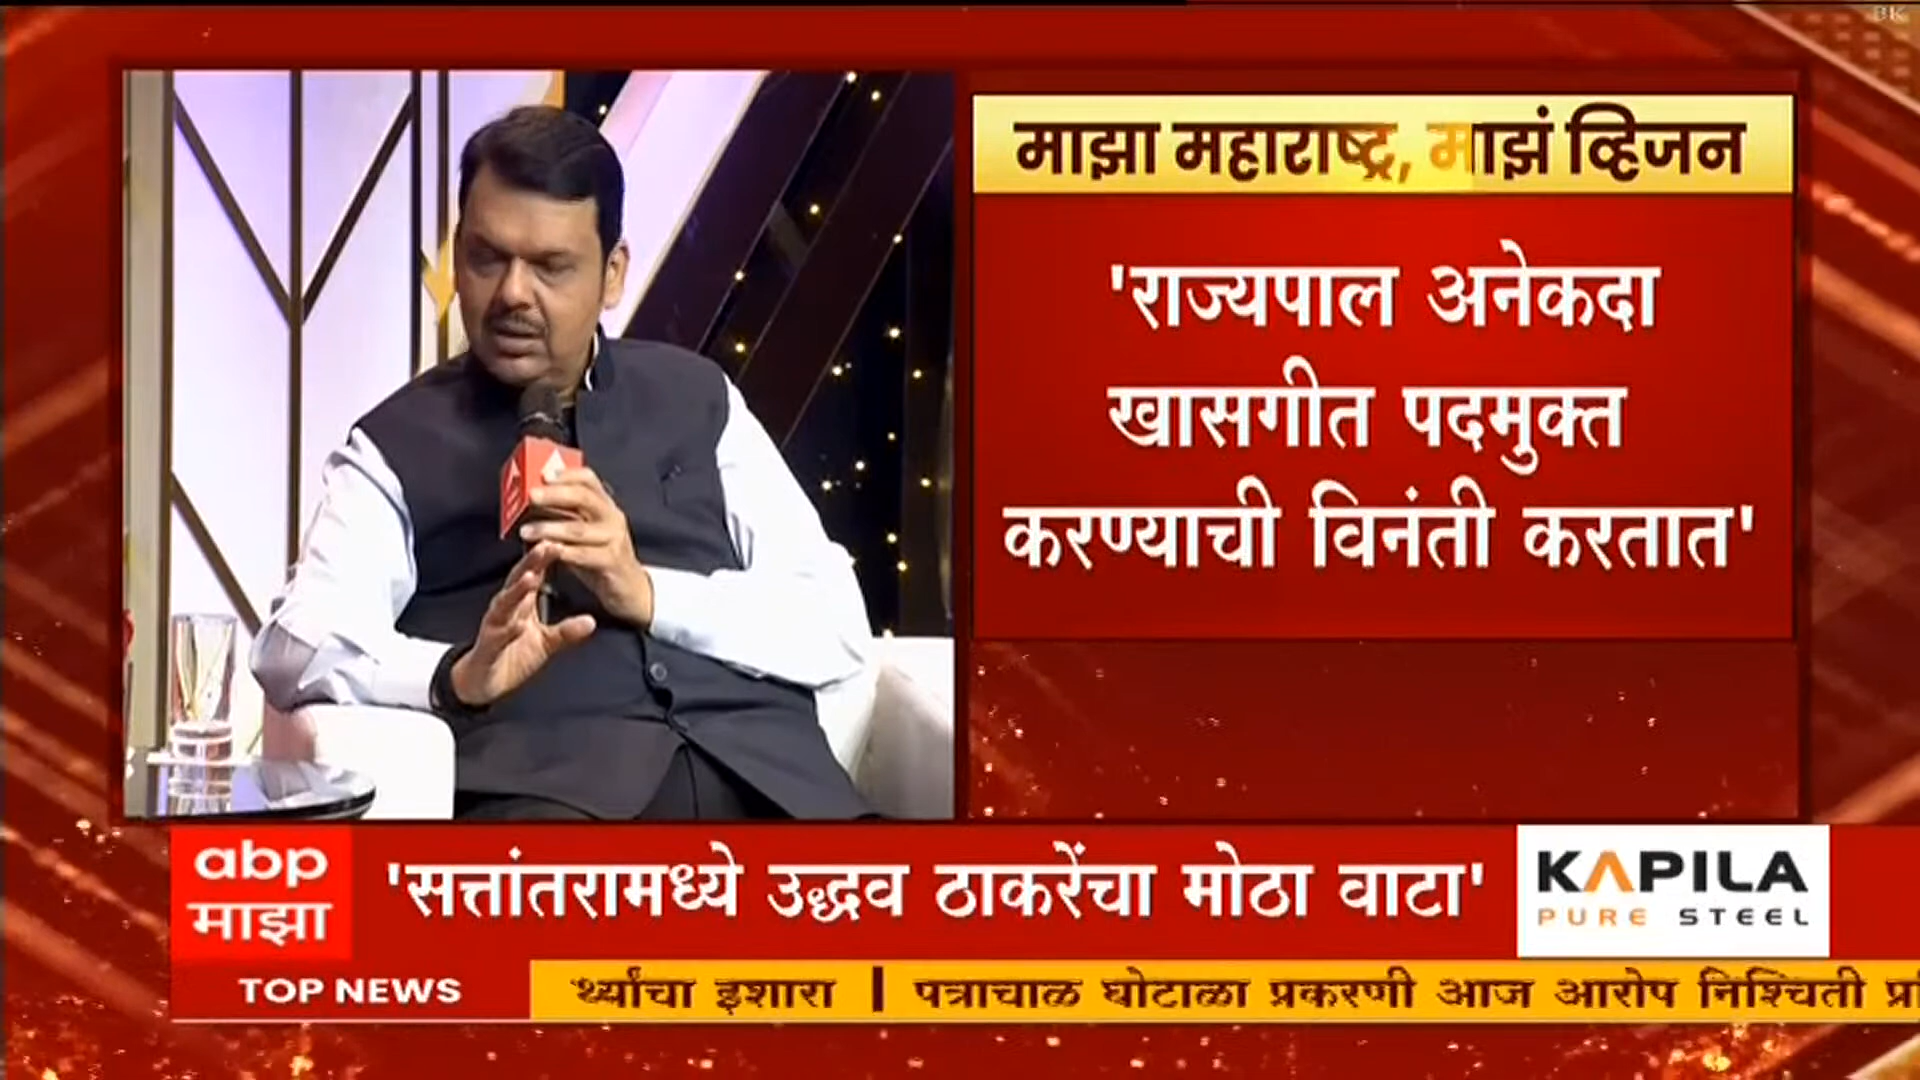 BK
माझा महाराष्ट्र, माझं व्हिजन
'राज्यपाल अनेकदा
खासगीत पदमुक्त
करण्याची विनंती करतात'
abp
माझा
'सत्तांतरामध्ये उद्धव ठाकरेंचा मोठा वाटा'
KAPILA
PURE STEEL
TOP NEWS
र्थ्यांचा इशारा | पत्राचाळ घोटाळा प्रकरणी आज आरोप निश्चिती प्र